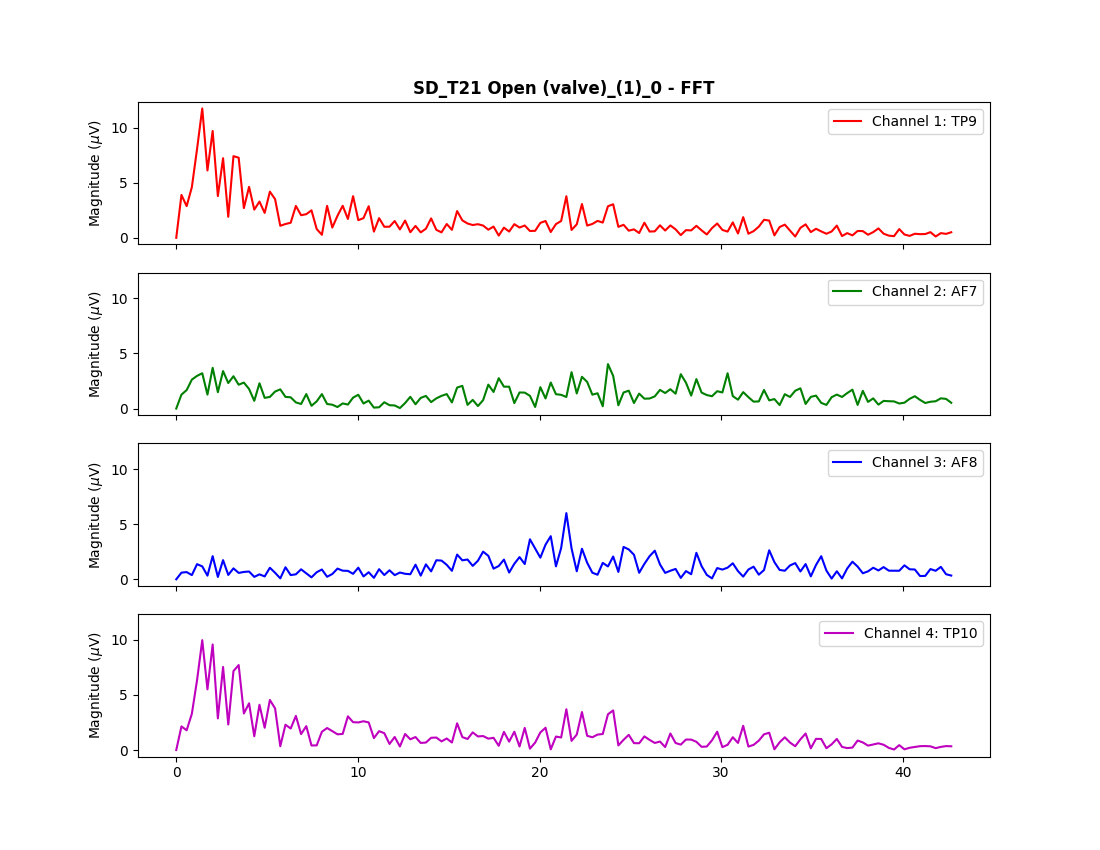 SD_T21 Open (valve)_(1)_0 - FFT
Magnitude (μV)
10
5
0
Channel 1: TP9
Magnitude (μV)
10
5
0
Channel 2: AF7
Magnitude (μV)
10
5
0
Channel 3: AF8
Magnitude (μV)
10
5
0
Channel 4: TP10
0 10 20 30 40